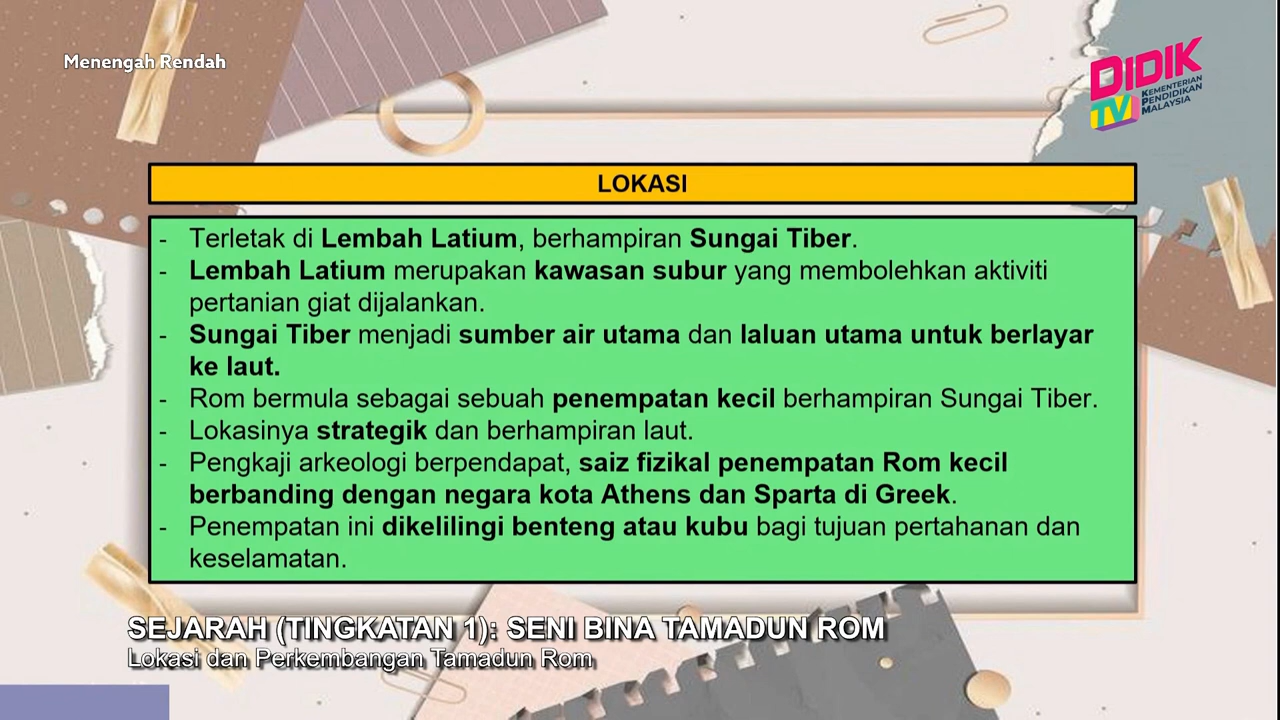 Menengah Rendah
DIDIK
TV
KEMENTERIAN
PENDIDIKAN
MALAYSIA
LOKASI
- Terletak di Lembah Latium, berhampiran Sungai Tiber.
- Lembah Latium merupakan kawasan subur yang membolehkan aktiviti
pertanian giat dijalankan.
- Sungai Tiber menjadi sumber air utama dan laluan utama untuk berlayar
ke laut.
- Rom bermula sebagai sebuah penempatan kecil berhampiran Sungai Tiber.
- Lokasinya strategik dan berhampiran laut.
- Pengkaji arkeologi berpendapat, saiz fizikal penempatan Rom kecil
berbanding dengan negara kota Athens dan Sparta di Greek.
- Penempatan ini dikelilingi benteng atau kubu bagi tujuan pertahanan dan
keselamatan.
SEJARAH (TINGKATAN 1): SENI BINA TAMADUN ROM
Lokasi dan Perkembangan Tamadun Rom